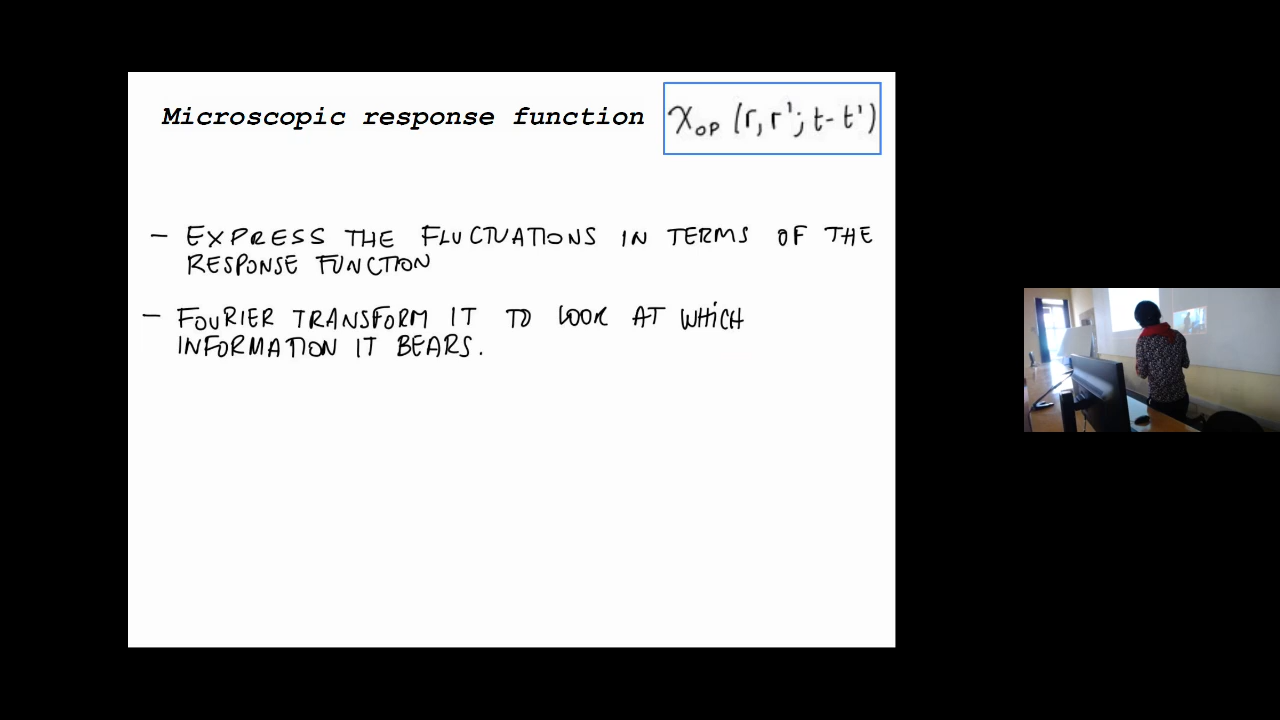 Microscopic response function χ_OP (r, r'; t - t')
– EXPRESS THE FLUCTUATIONS IN TERMS OF THE
RESPONSE FUNCTION
– FOURIER TRANSFORM IT TO LOOK AT WHICH
INFORMATION IT BEARS.